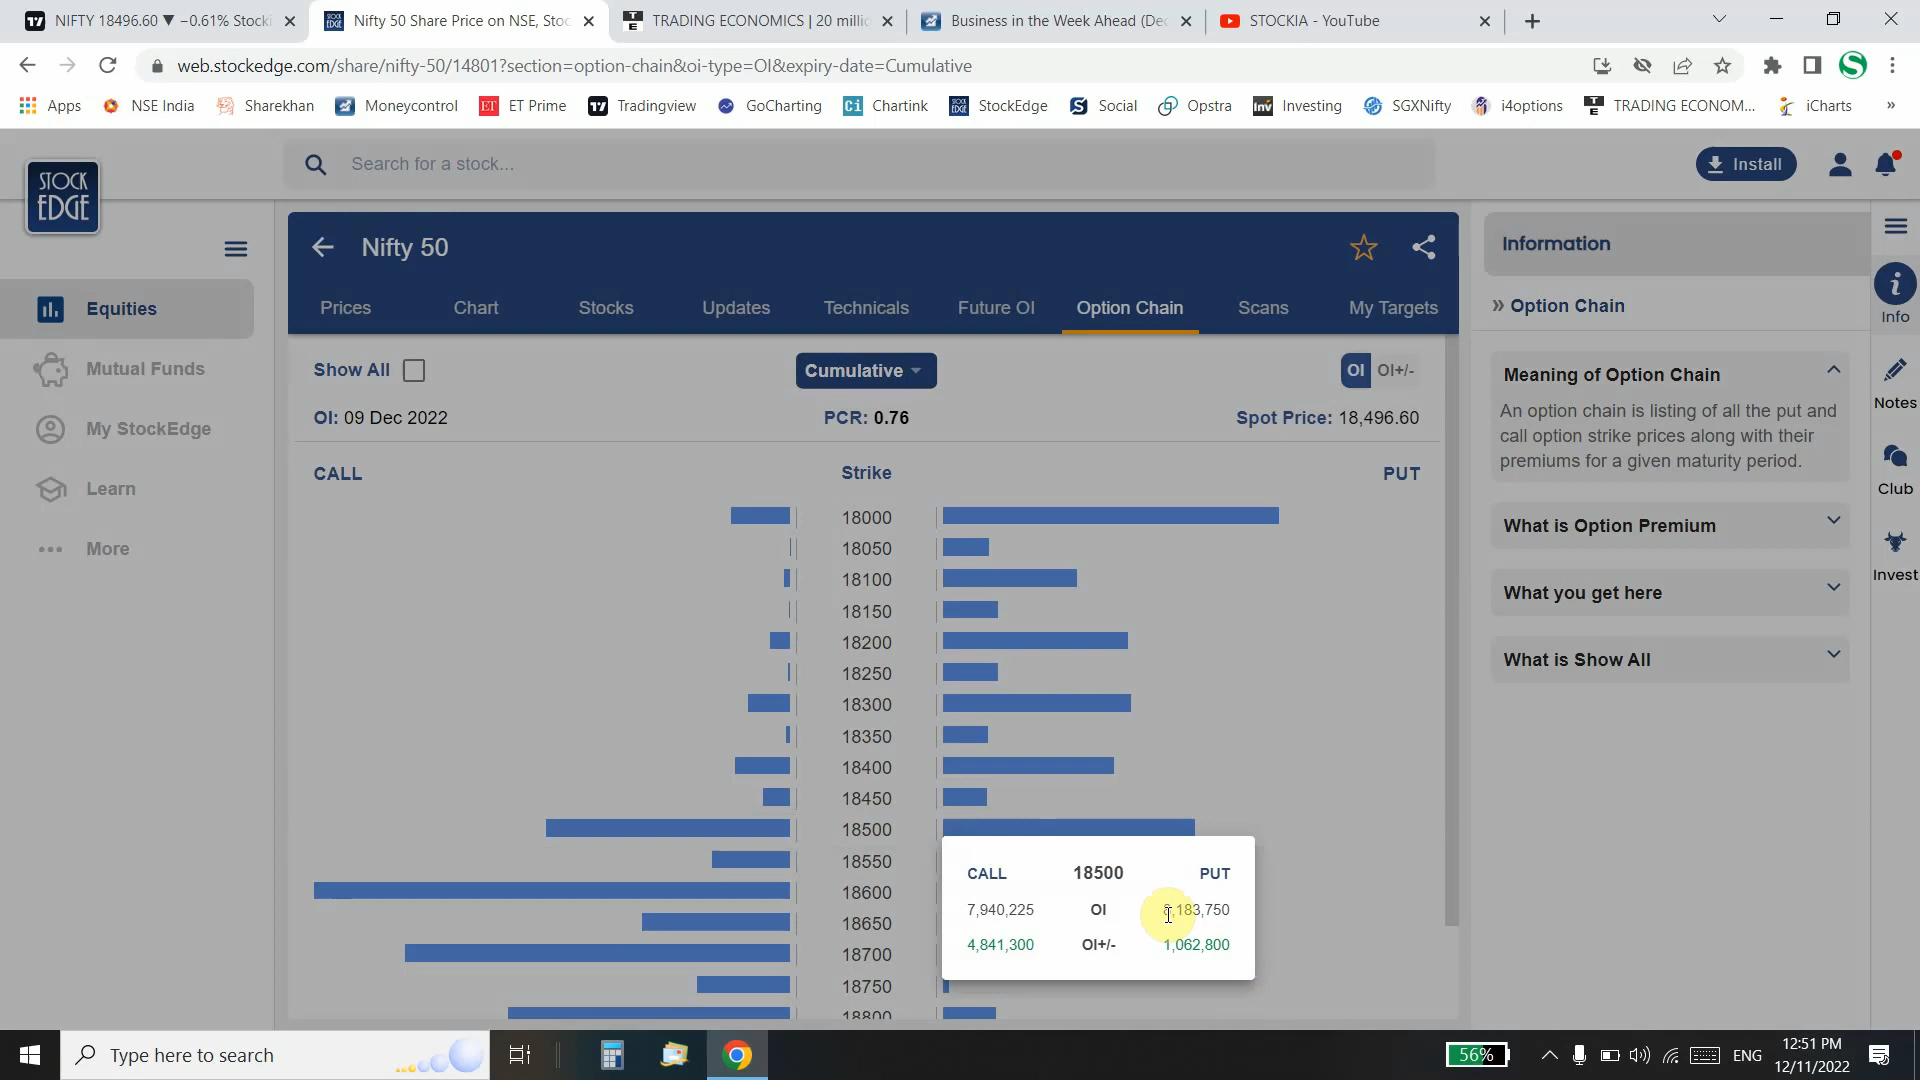 NIFTY 18496.60 ▼ −0.61% Stocki
Nifty 50 Share Price on NSE, Stoc
TRADING ECONOMICS | 20 millio
Business in the Week Ahead (Dec
STOCKIA - YouTube
web.stockedge.com/share/nifty-50/14801?section=option-chain&oi-type=OI&expiry-date=Cumulative
Apps NSE India Sharekhan Moneycontrol ET Prime Tradingview GoCharting Chartink StockEdge Social Opstra Investing SGXNifty i4options TRADING ECONOM... iCharts »
STOCK
EDGE
Search for a stock...
Install
Equities
Mutual Funds
My StockEdge
Learn
More
Nifty 50
Prices Chart Stocks Updates Technicals Future OI Option Chain Scans My Targets
Show All Cumulative OI OI+/-
OI: 09 Dec 2022 PCR: 0.76 Spot Price: 18,496.60
CALL Strike PUT
18000
18050
18100
18150
18200
18250
18300
18350
18400
18450
18500
18550
18600
18650
18700
18750
18800
CALL 18500 PUT
7,940,225 OI 8,183,750
4,841,300 OI+/- 1,062,800
Information
» Option Chain
Meaning of Option Chain
An option chain is listing of all the put and
call option strike prices along with their
premiums for a given maturity period.
What is Option Premium
What you get here
What is Show All
Info
Notes
Club
Invest
Type here to search
56%
ENG
12:51 PM
12/11/2022